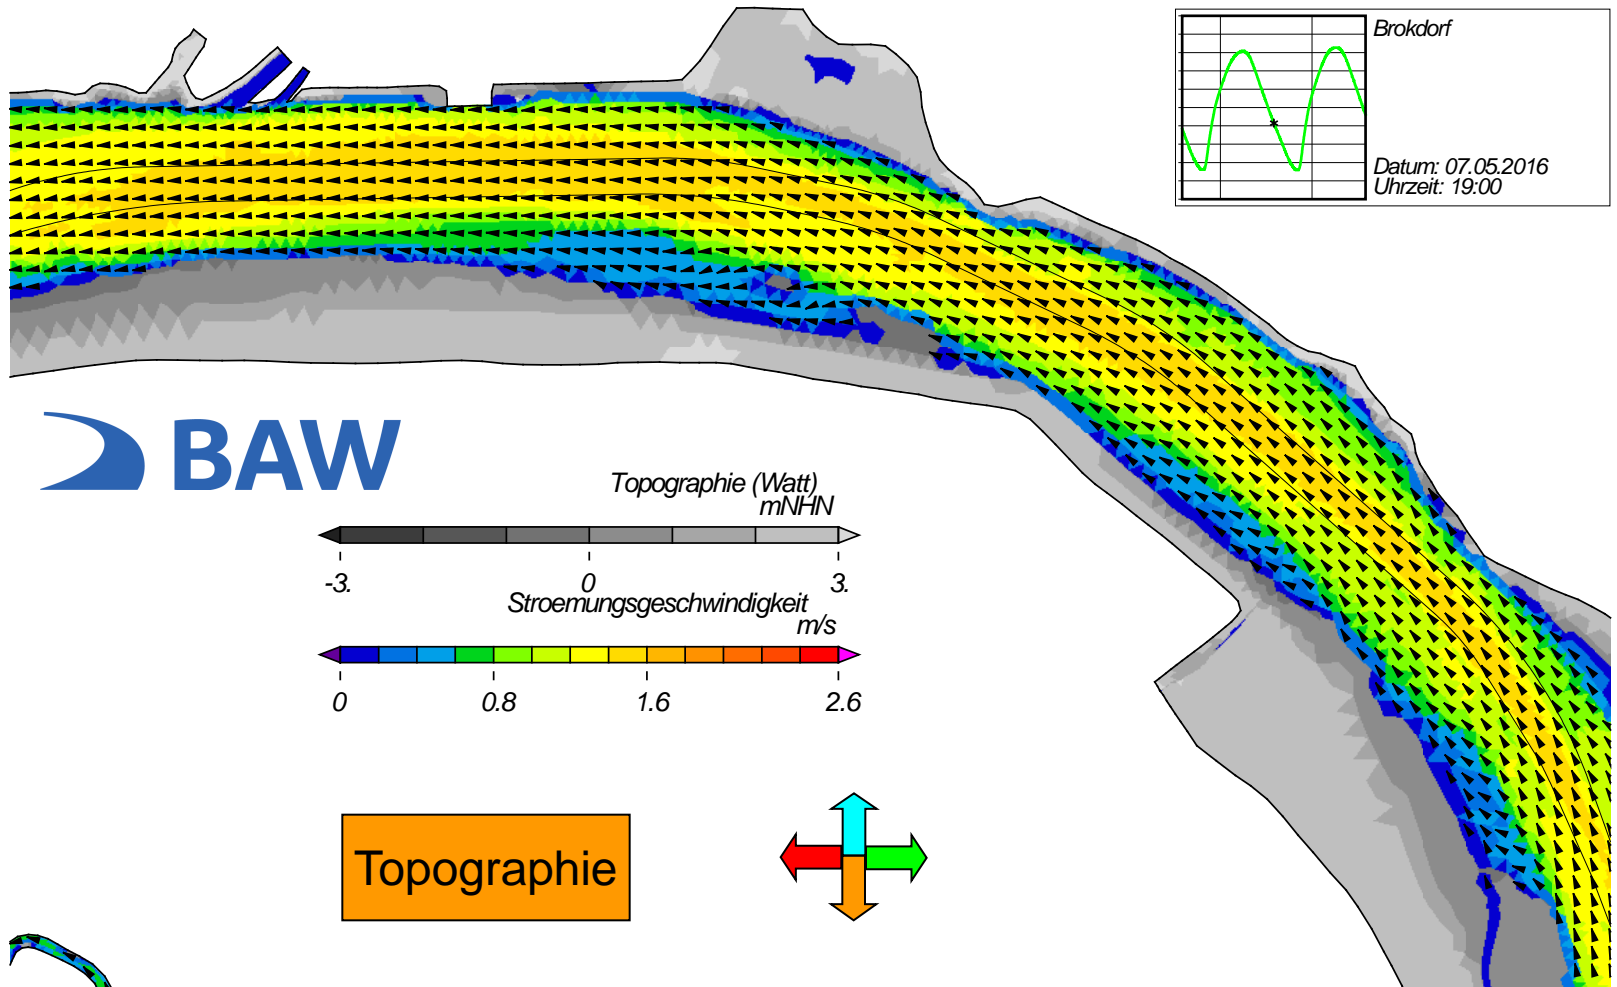 Brokdorf
Datum: 07.05.2016
Uhrzeit: 19:00
BAW
Topographie (Watt)
mNHN
-3. 0 3.
Stroemungsgeschwindigkeit
m/s
0 0.8 1.6 2.6
Topographie